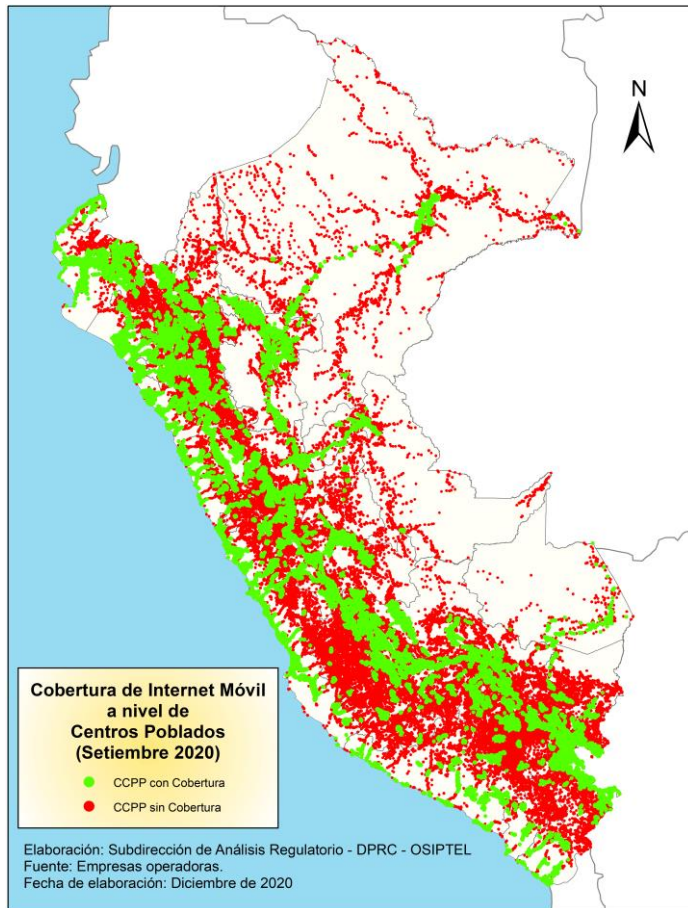 N
Cobertura de Internet Móvil
a nivel de
Centros Poblados
(Setiembre 2020)
CCPP con Cobertura
CCPP sin Cobertura
Elaboración: Subdirección de Análisis Regulatorio - DPRC - OSIPTEL
Fuente: Empresas operadoras.
Fecha de elaboración: Diciembre de 2020